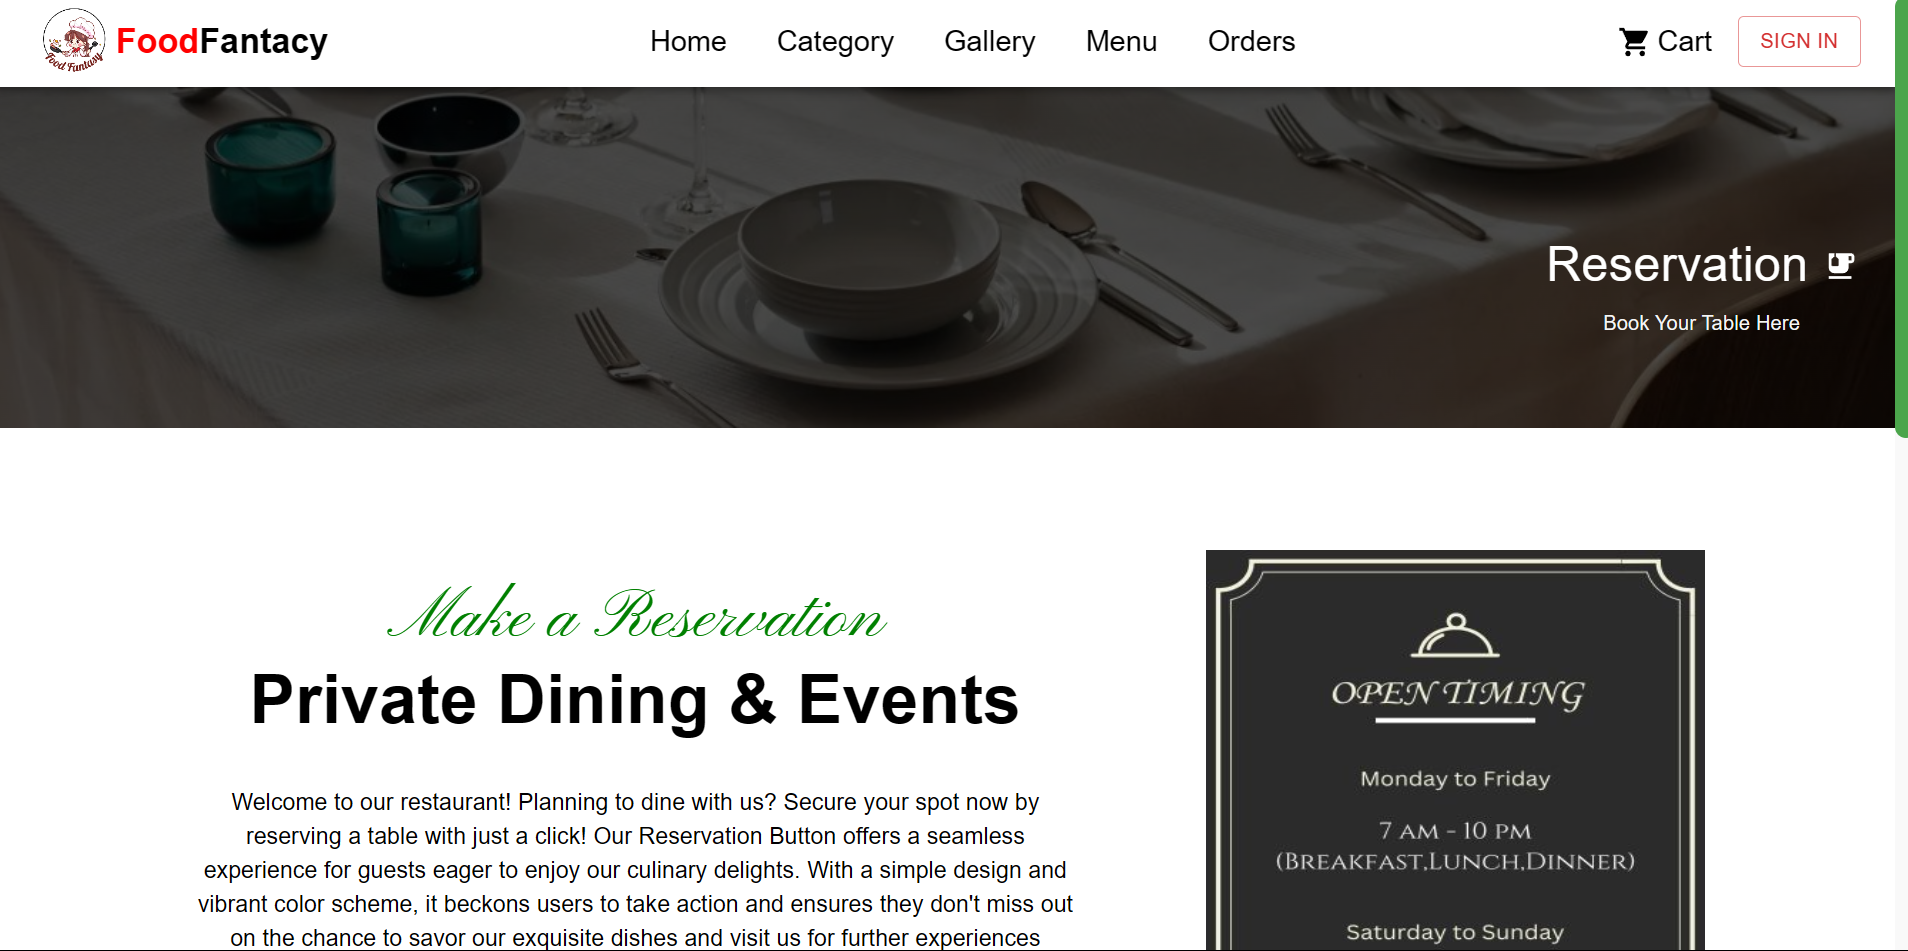 Food Fantasy
FoodFantacy
Home
Category
Gallery
Menu
Orders
Cart
SIGN IN
Reservation
Book Your Table Here
Make a Reservation
Private Dining & Events
Welcome to our restaurant! Planning to dine with us? Secure your spot now by
reserving a table with just a click! Our Reservation Button offers a seamless
experience for guests eager to enjoy our culinary delights. With a simple design and
vibrant color scheme, it beckons users to take action and ensures they don't miss out
on the chance to savor our exquisite dishes and visit us for further experiences
OPEN TIMING
Monday to Friday
7 AM - 10 PM
(BREAKFAST,LUNCH,DINNER)
Saturday to Sunday